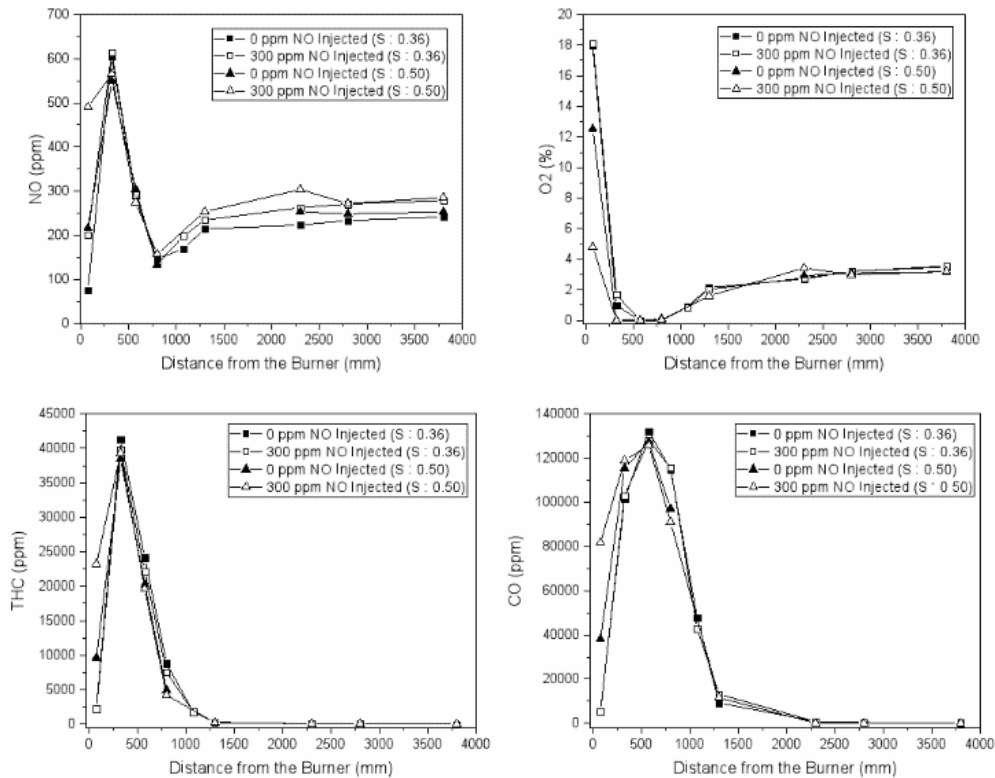 700
600
500
400
300
200
100
0
NO (ppm)
0 ppm NO Injected (S : 0.36)
300 ppm NO Injected (S : 0.36)
0 ppm NO Injected (S : 0.50)
300 ppm NO Injected (S : 0.50)
0 500 1000 1500 2000 2500 3000 3500 4000
Distance from the Burner (mm)
20
18
16
14
12
10
8
6
4
2
0
O2 (%)
0 ppm NO Injected (S : 0.36)
300 ppm NO Injected (S : 0.36)
0 ppm NO Injected (S : 0.50)
300 ppm NO Injected (S : 0.50)
0 500 1000 1500 2000 2500 3000 3500 4000
Distance from the Burner (mm)
45000
40000
35000
30000
25000
20000
15000
10000
5000
0
THC (ppm)
0 ppm NO Injected (S : 0.36)
300 ppm NO Injected (S : 0.36)
0 ppm NO Injected (S : 0.50)
300 ppm NO Injected (S : 0.50)
0 500 1000 1500 2000 2500 3000 3500 4000
Distance from the Burner (mm)
140000
120000
100000
80000
60000
40000
20000
0
CO (ppm)
0 ppm NO Injected (S : 0.36)
300 ppm NO Injected (S : 0.36)
0 ppm NO Injected (S : 0.50)
300 ppm NO Injected (S : 0 50)
0 500 1000 1500 2000 2500 3000 3500 4000
Distance from the Burner (mm)